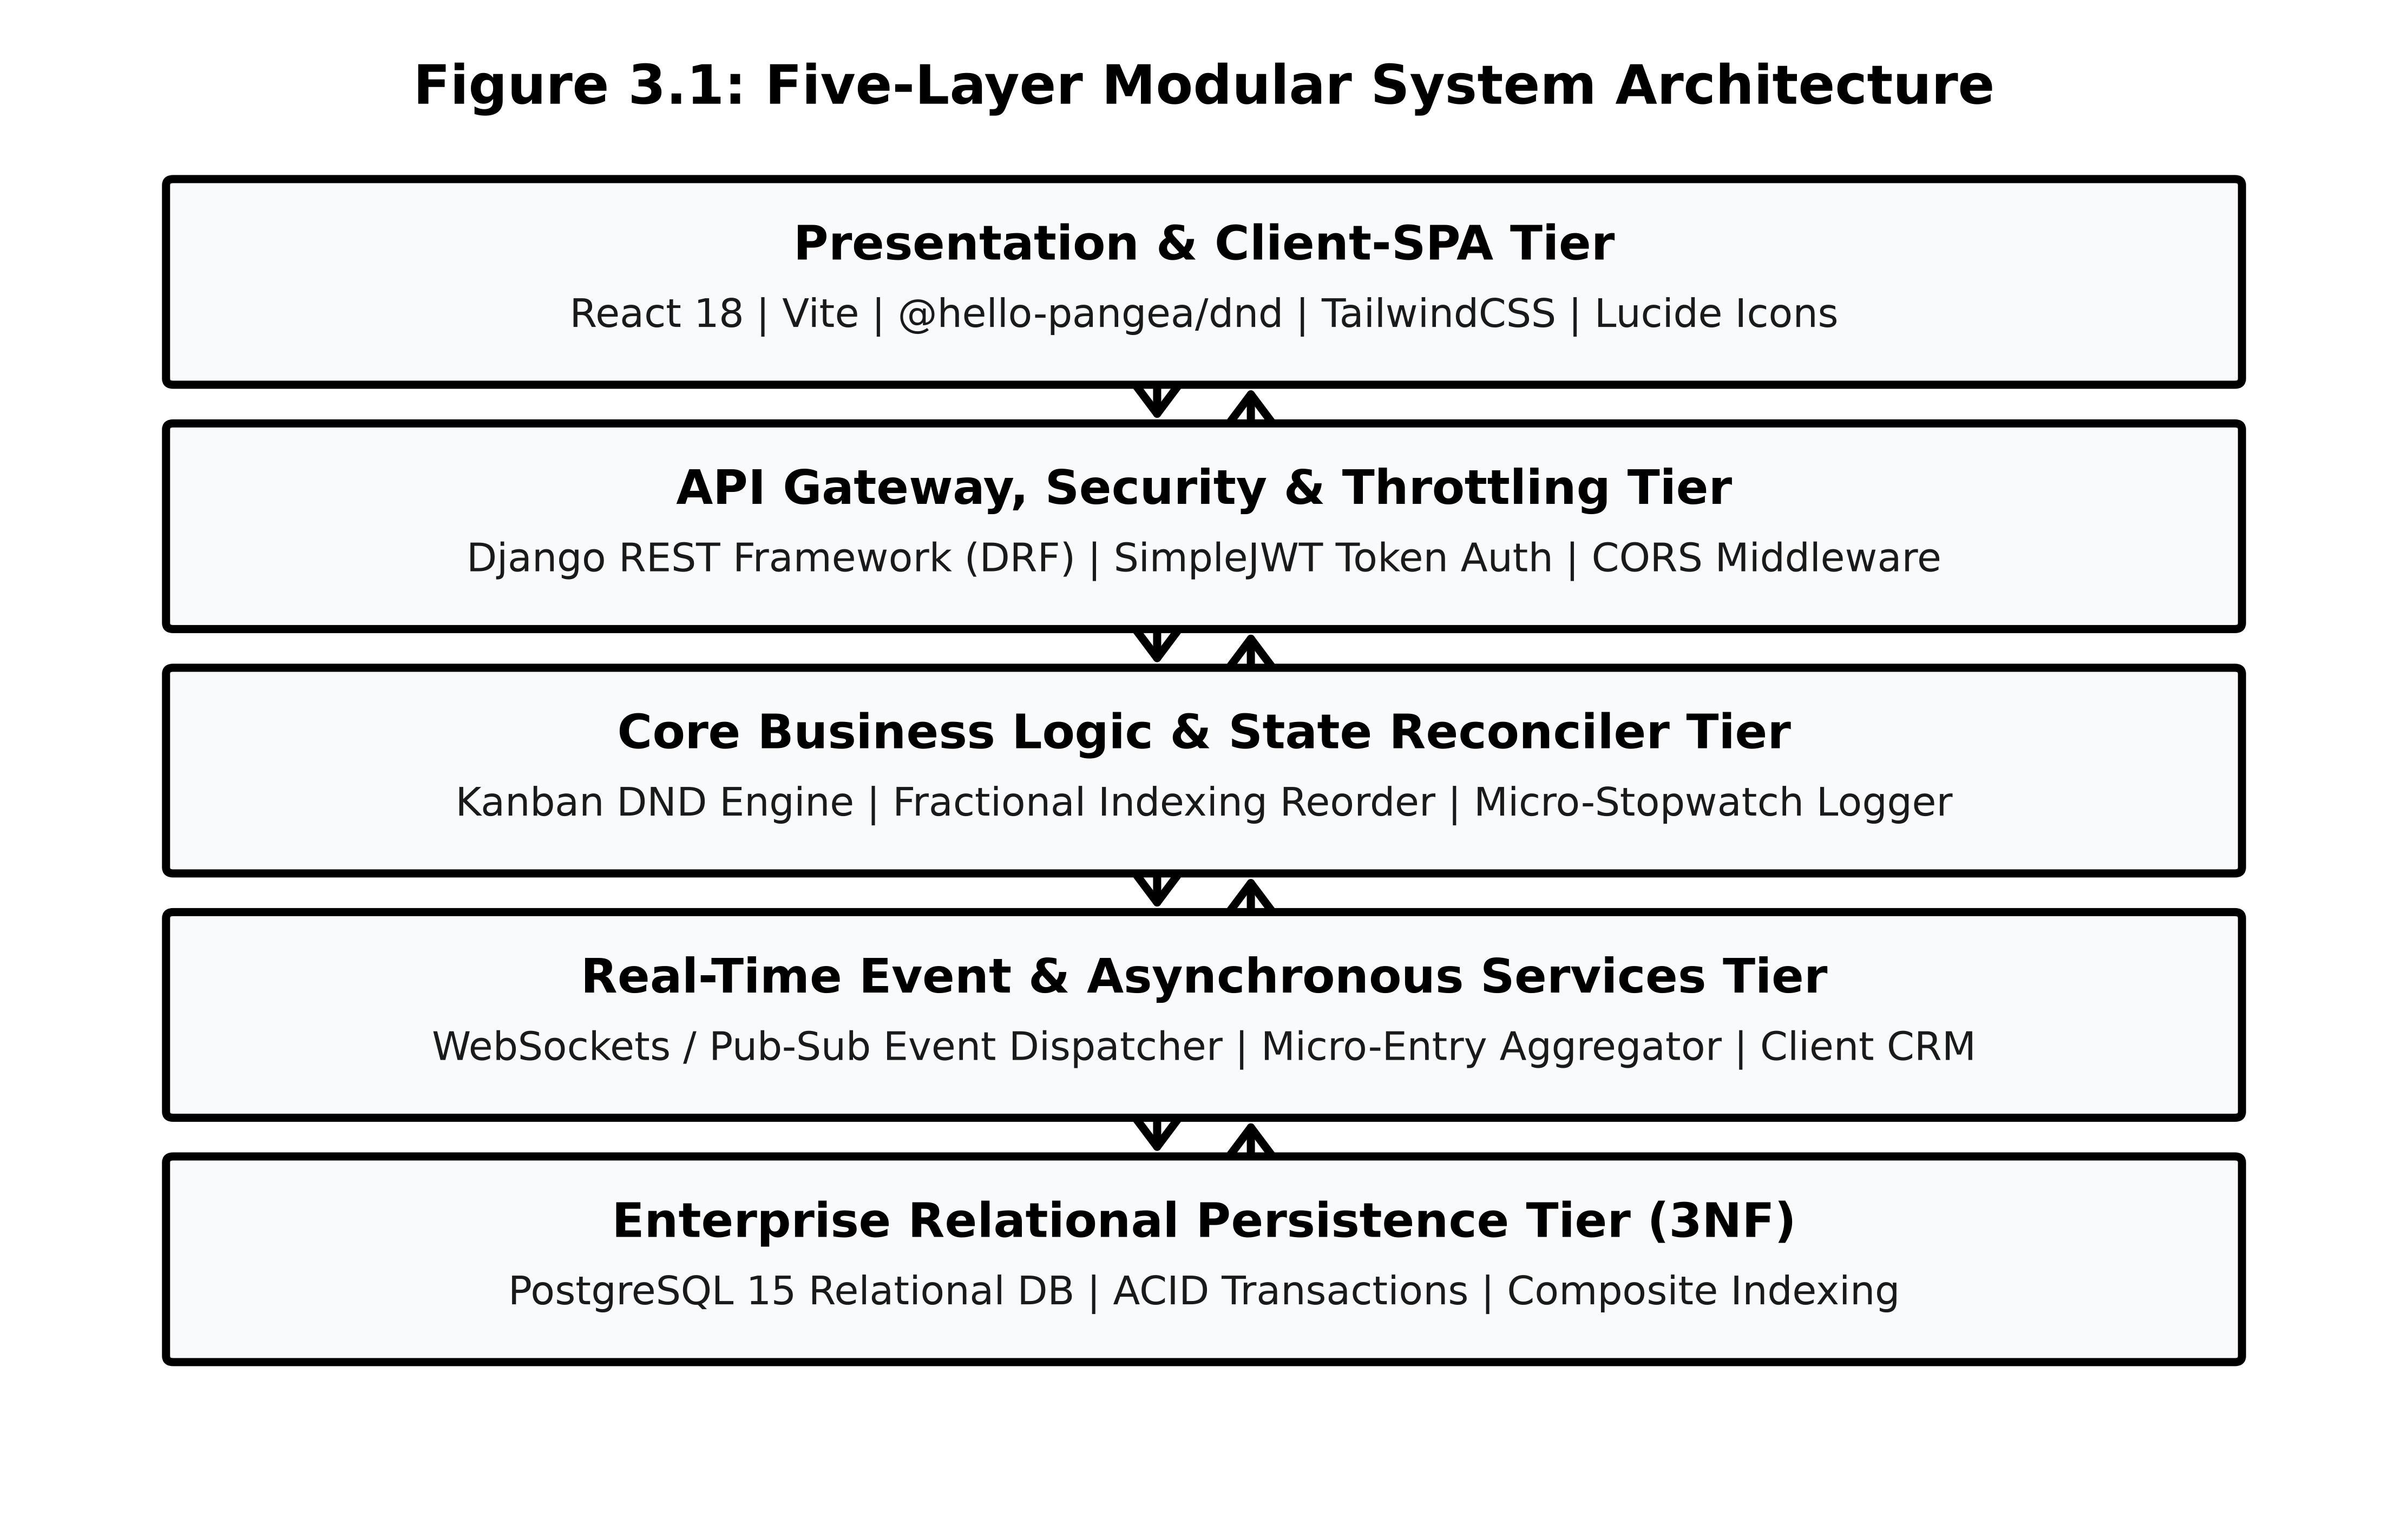 Figure 3.1: Five-Layer Modular System Architecture
Presentation & Client-SPA Tier
React 18 | Vite | @hello-pangea/dnd | TailwindCSS | Lucide Icons
API Gateway, Security & Throttling Tier
Django REST Framework (DRF) | SimpleJWT Token Auth | CORS Middleware
Core Business Logic & State Reconciler Tier
Kanban DND Engine | Fractional Indexing Reorder | Micro-Stopwatch Logger
Real-Time Event & Asynchronous Services Tier
WebSockets / Pub-Sub Event Dispatcher | Micro-Entry Aggregator | Client CRM
Enterprise Relational Persistence Tier (3NF)
PostgreSQL 15 Relational DB | ACID Transactions | Composite Indexing